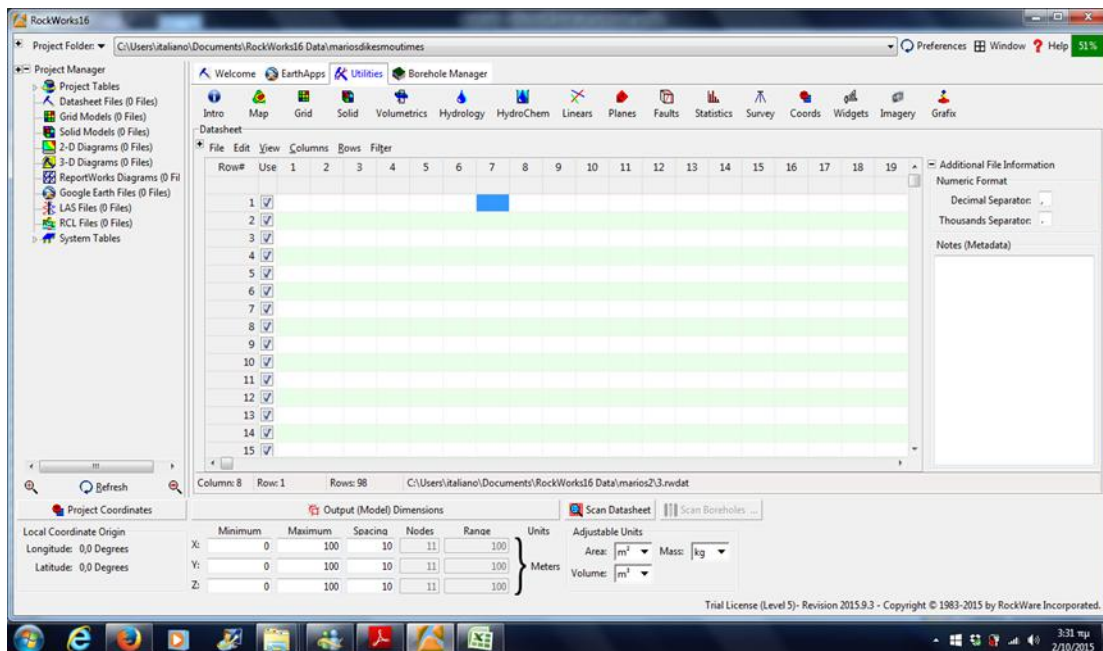 RockWorks16
Project Folder: C:\Users\italiano\Documents\RockWorks16 Data\mariosdikesmoutimes Preferences Window Help 51%
Project Manager
Project Tables
Datasheet Files (0 Files)
Grid Models (0 Files)
Solid Models (0 Files)
2-D Diagrams (0 Files)
3-D Diagrams (0 Files)
ReportWorks Diagrams (0 Fil
Google Earth Files (0 Files)
LAS Files (0 Files)
RCL Files (0 Files)
System Tables
Refresh
Welcome EarthApps Utilities Borehole Manager
Intro Map Grid Solid Volumetrics Hydrology HydroChem Linears Planes Faults Statistics Survey Coords Widgets Imagery Grafix
Datasheet
File Edit View Columns Rows Filter
Row# Use 1 2 3 4 5 6 7 8 9 10 11 12 13 14 15 16 17 18 19
1
2
3
4
5
6
7
8
9
10
11
12
13
14
15
Additional File Information
Numeric Format
Decimal Separator: ,
Thousands Separator: .
Notes (Metadata)
Column: 8 Row: 1 Rows: 98 C:\Users\italiano\Documents\RockWorks16 Data\marios2\3.rwdat
Project Coordinates
Local Coordinate Origin
Longitude: 0,0 Degrees
Latitude: 0,0 Degrees
Output (Model) Dimensions
Minimum Maximum Spacing Nodes Range Units
X: 0 100 10 11 100
Y: 0 100 10 11 100 Meters
Z: 0 100 10 11 100
Scan Datasheet Scan Boreholes ...
Adjustable Units
Area: m² Mass: kg
Volume: m³
Trial License (Level 5)- Revision 2015.9.3 - Copyright © 1983-2015 by RockWare Incorporated.
3:31 πμ
2/10/2015